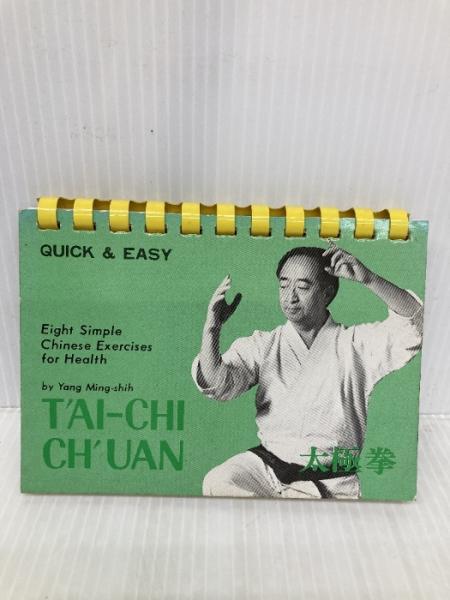 QUICK & EASY
Eight Simple
Chinese Exercises
for Health
by Yang Ming-shih
T'AI-CHI
CH'UAN
太極拳